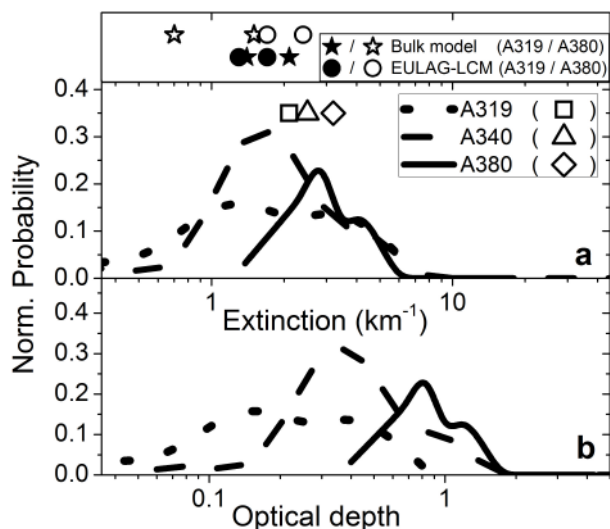 ★ / ☆ Bulk model (A319 / A380)
● / ○ EULAG-LCM (A319 / A380)
0.4
0.3
0.2
0.1
0.0
A319 ( □ )
A340 ( △ )
A380 ( ◇ )
a
1 10
Extinction (km⁻¹)
Norm. Probability
0.4
0.3
0.2
0.1
0.0
b
0.1 1
Optical depth